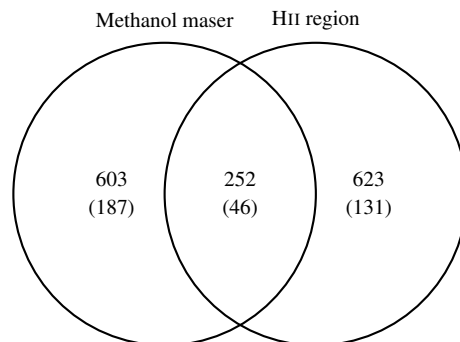 Methanol maser HII region
603 252 623
(187) (46) (131)